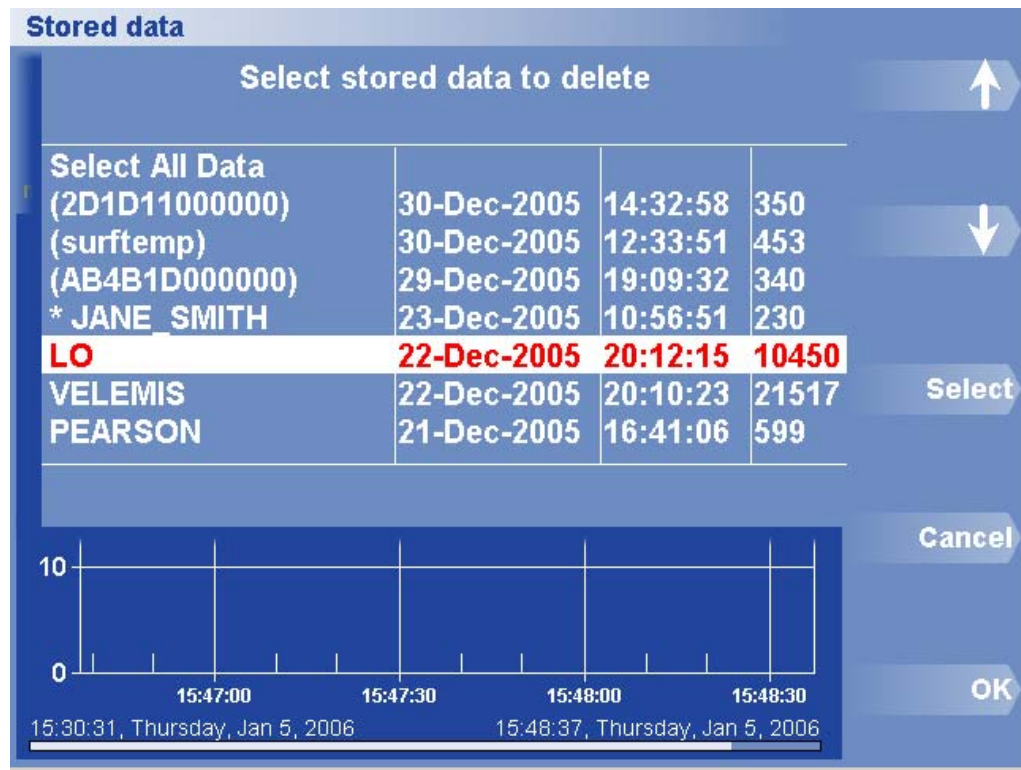 Stored data
Select stored data to delete
Select All Data
(2D1D11000000) 30-Dec-2005 14:32:58 350
(surftemp) 30-Dec-2005 12:33:51 453
(AB4B1D000000) 29-Dec-2005 19:09:32 340
* JANE_SMITH 23-Dec-2005 10:56:51 230
LO 22-Dec-2005 20:12:15 10450
VELEMIS 22-Dec-2005 20:10:23 21517
PEARSON 21-Dec-2005 16:41:06 599
Select
Cancel
OK
10
0
15:47:00 15:47:30 15:48:00 15:48:30
15:30:31, Thursday, Jan 5, 2006 15:48:37, Thursday, Jan 5, 2006